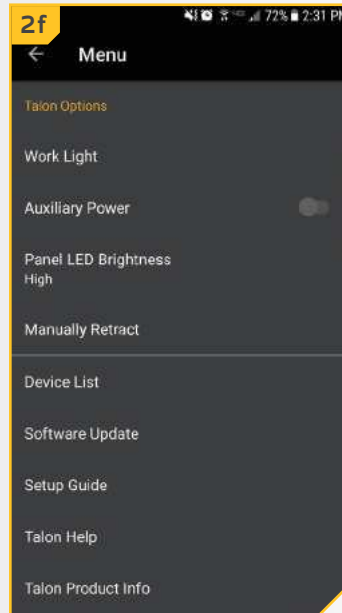 2f
72% 2:31 PM
Menu
Talon Options
Work Light
Auxiliary Power
Panel LED Brightness
High
Manually Retract
Device List
Software Update
Setup Guide
Talon Help
Talon Product Info